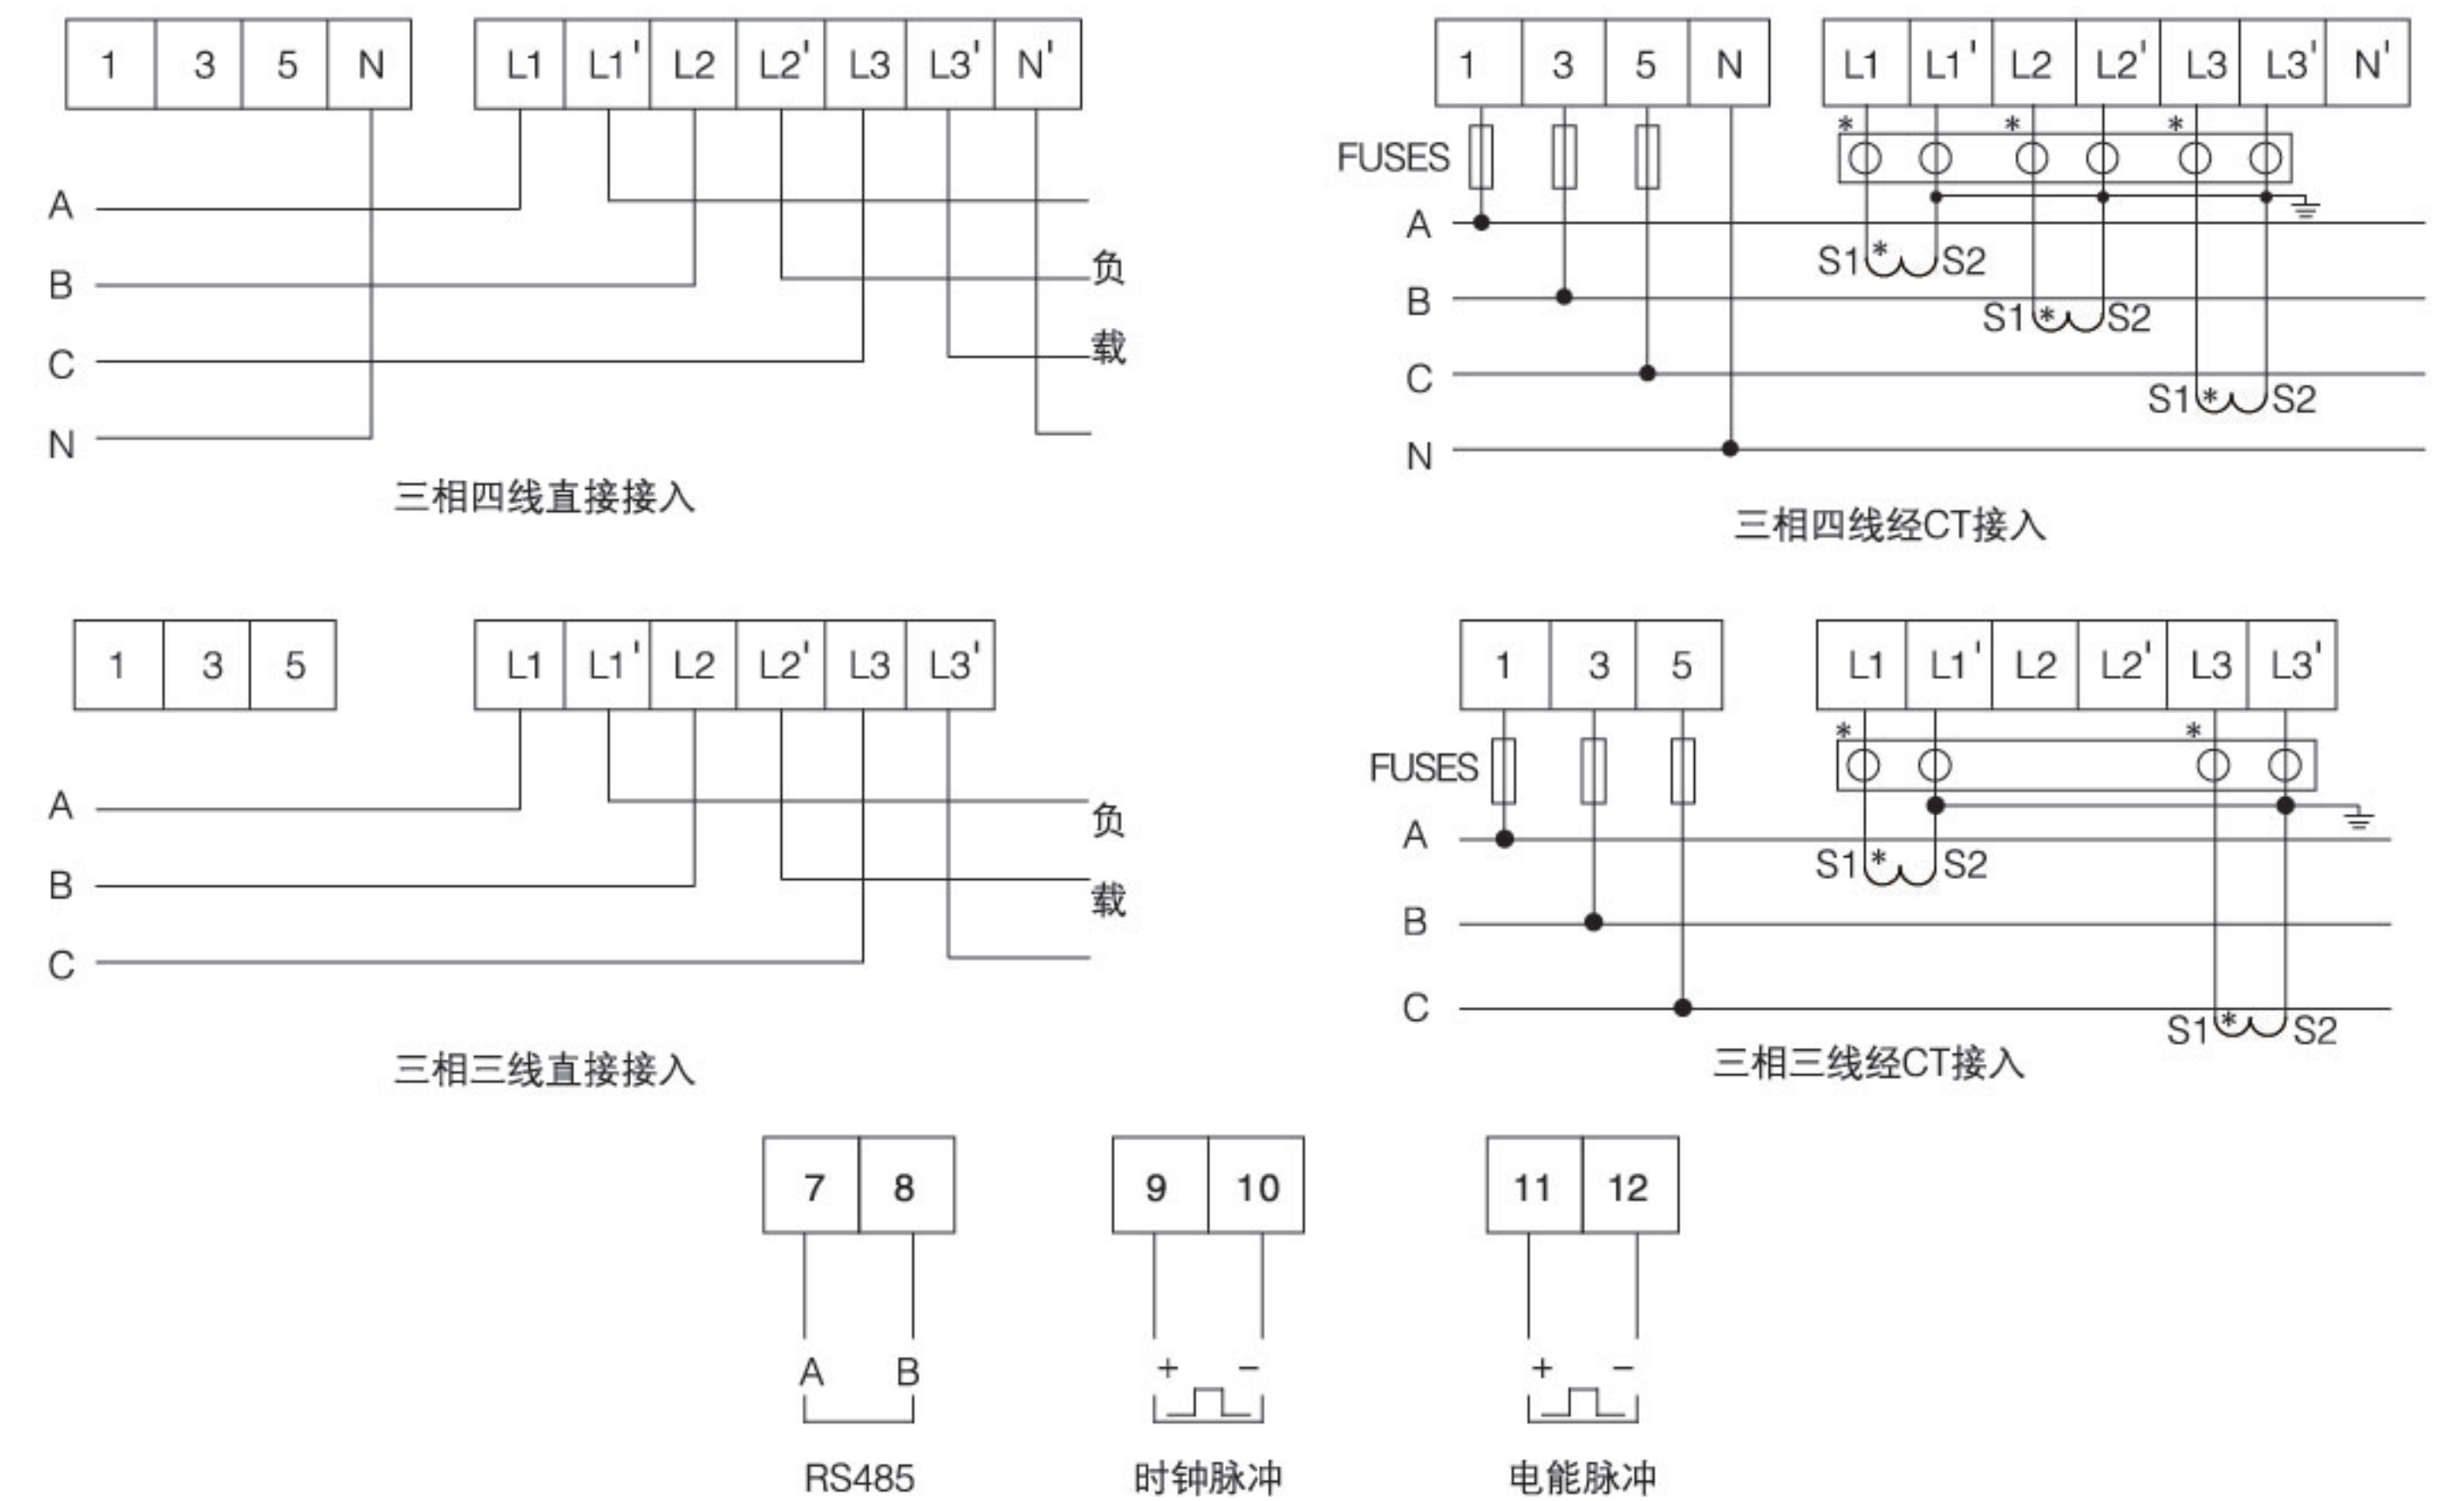 1 3 5 N L1 L1' L2 L2' L3 L3' N'
A
B
C
N
负
载
三相四线直接接入
1 3 5 N L1 L1' L2 L2' L3 L3' N'
* * *
FUSES
A
S1 * S2
B
S1 * S2
C
S1 * S2
N
三相四线经CT接入
1 3 5 L1 L1' L2 L2' L3 L3'
A
B
C
负
载
三相三线直接接入
1 3 5 L1 L1' L2 L2' L3 L3'
* *
FUSES
A
S1 * S2
B
C
S1 * S2
三相三线经CT接入
7 8
A B
RS485
9 10
+ −
时钟脉冲
11 12
+ −
电能脉冲